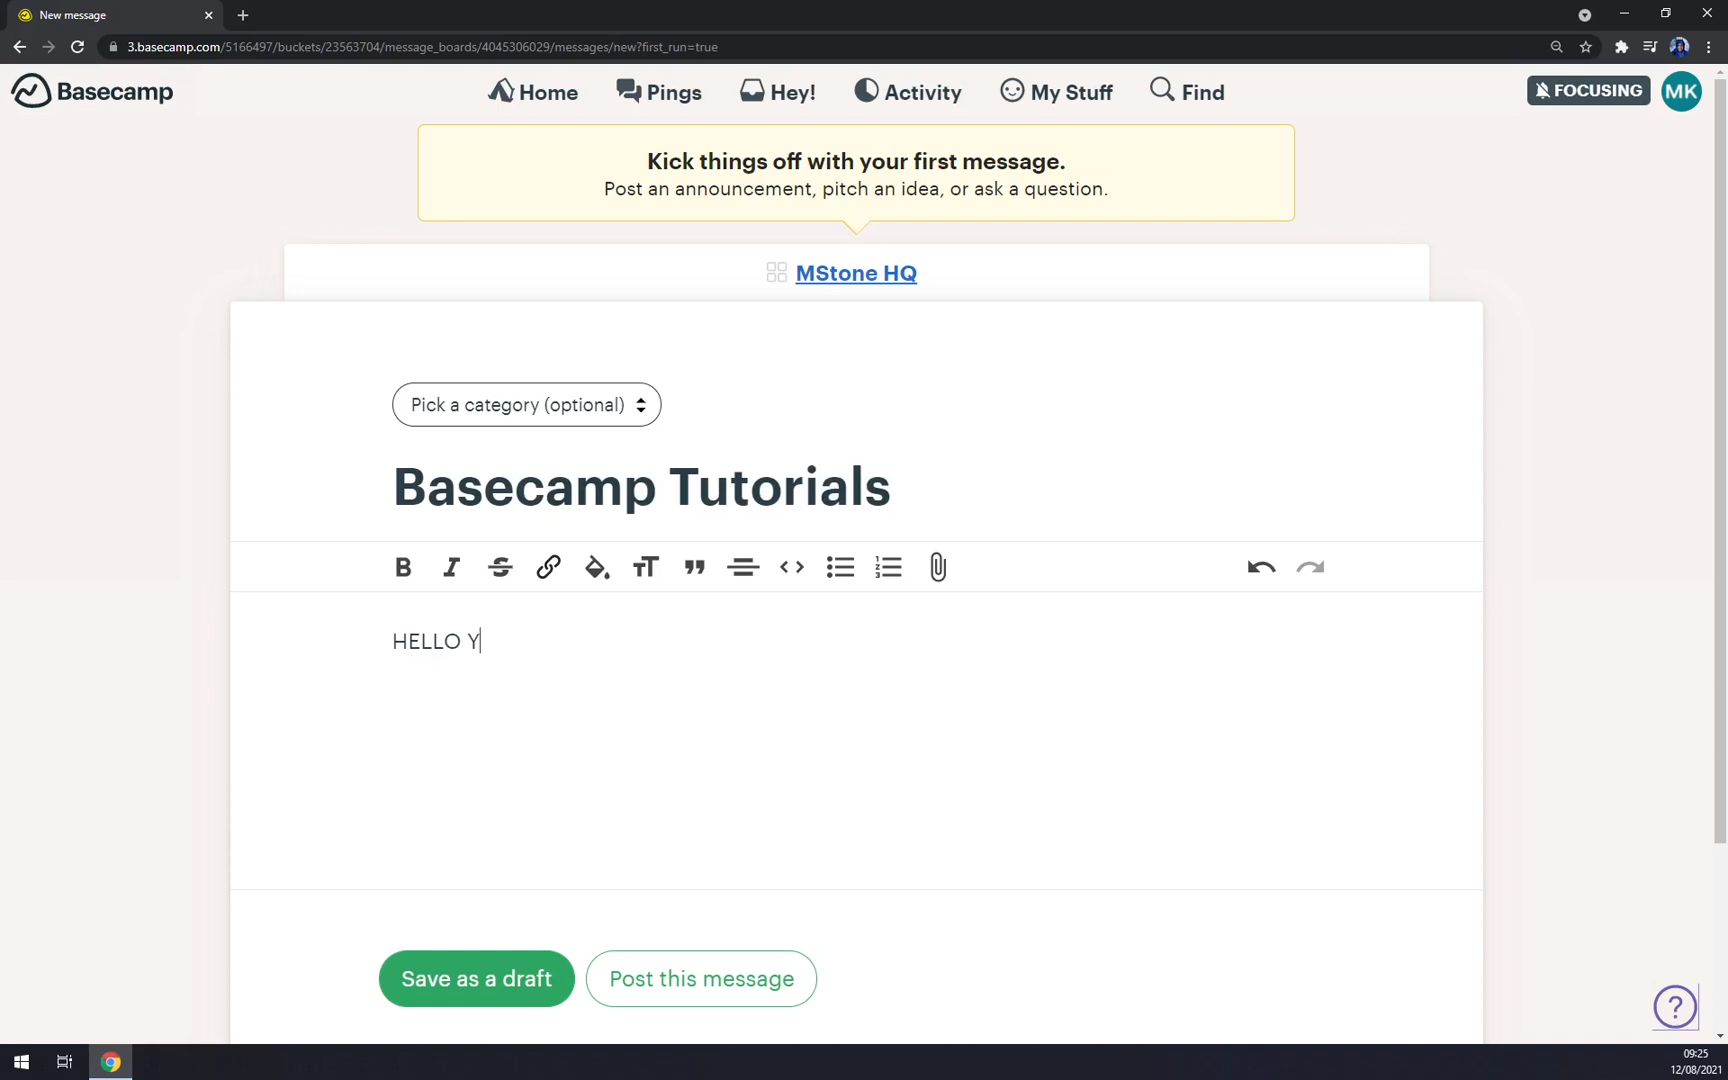 New message
3.basecamp.com/5166497/buckets/23563704/message_boards/4045306029/messages/new?first_run=true
Basecamp
Home
Pings
Hey!
Activity
My Stuff
Find
FOCUSING
MK
Kick things off with your first message.
Post an announcement, pitch an idea, or ask a question.
MStone HQ
Pick a category (optional)
Basecamp Tutorials
HELLO Y
Save as a draft
Post this message
?
09:25
12/08/2021